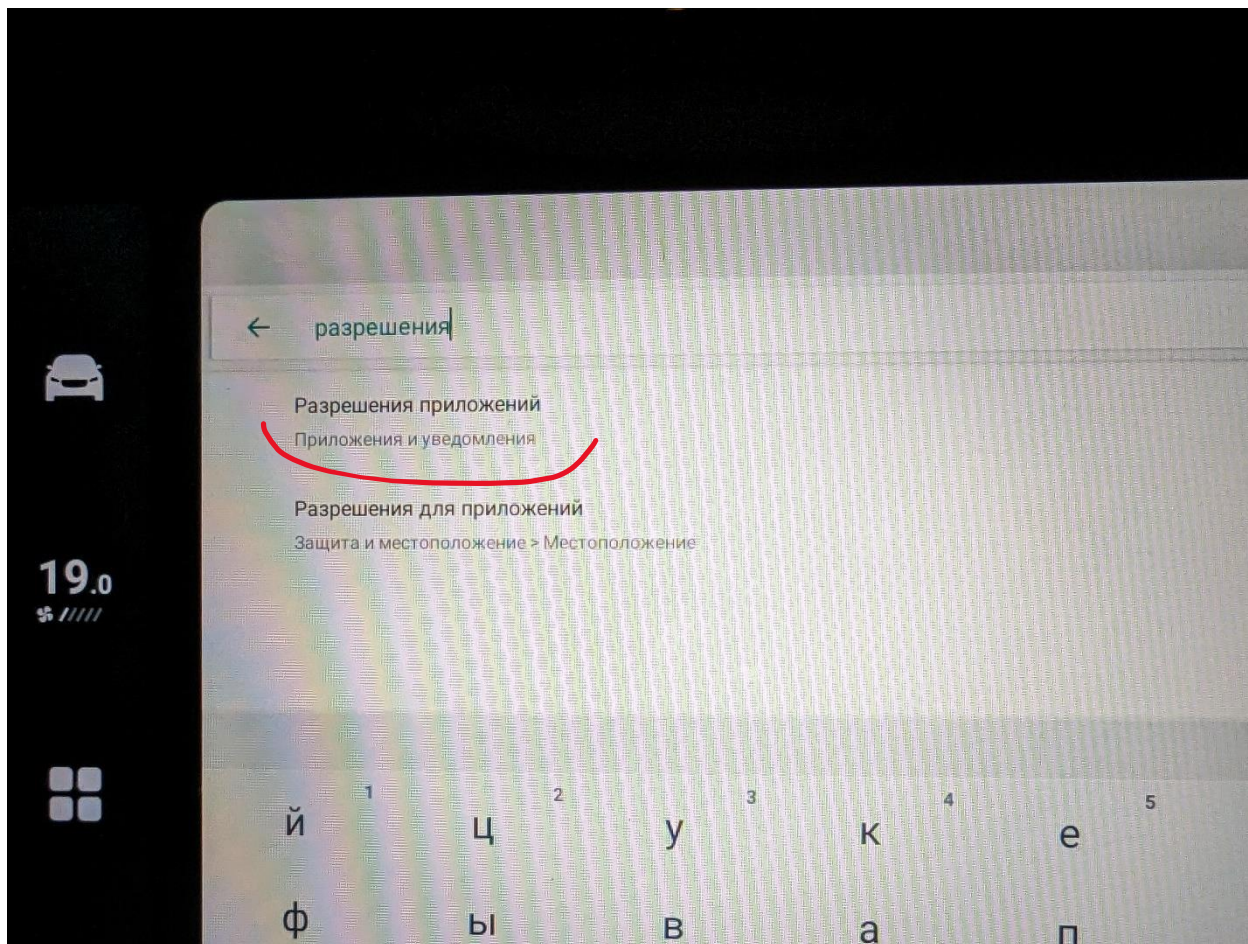 разрешения
Разрешения приложений
Приложения и уведомления
Разрешения для приложений
Защита и местоположение > Местоположение
19.0
1 2 3 4 5
й ц у к е
ф ы в а п